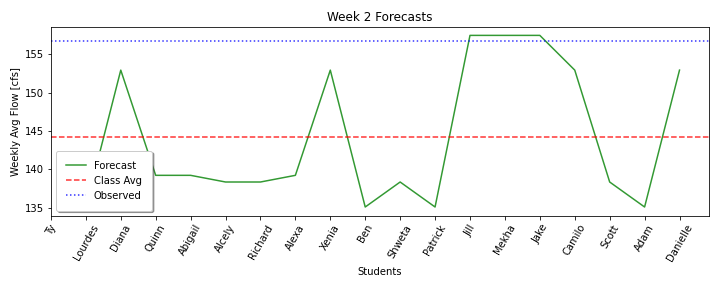 Week 2 Forecasts
Weekly Avg Flow [cfs]
155
150
145
140
135
Forecast
Class Avg
Observed
Ty
Lourdes
Diana
Quinn
Abigail
Alcely
Richard
Alexa
Xenia
Ben
Shweta
Patrick
Jill
Mekha
Jake
Camilo
Scott
Adam
Danielle
Students